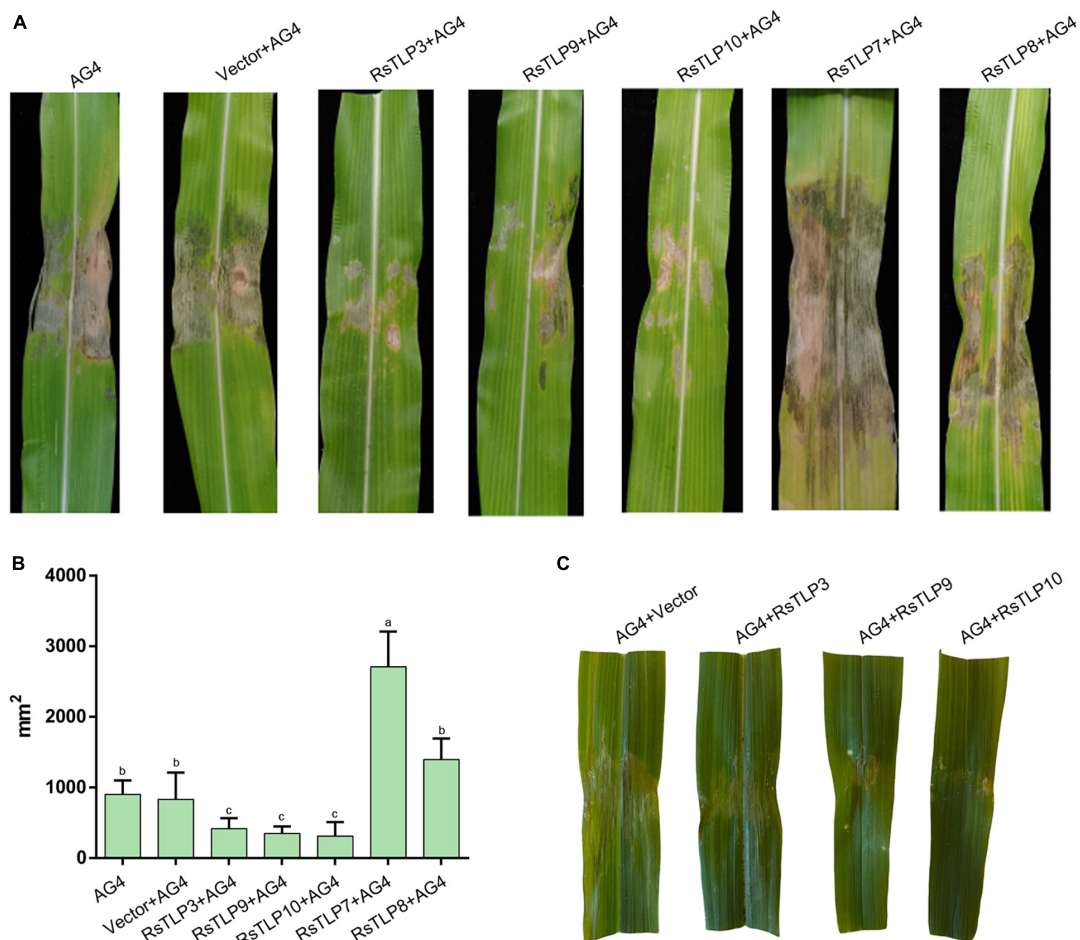 A
AG4
Vector+AG4
RsTLP3+AG4
RsTLP9+AG4
RsTLP10+AG4
RsTLP7+AG4
RsTLP8+AG4
B
4000
3000
2000
1000
0
mm²
b
b
c
c
c
a
b
AG4
Vector+AG4
RsTLP3+AG4
RsTLP9+AG4
RsTLP10+AG4
RsTLP7+AG4
RsTLP8+AG4
C
AG4+Vector
AG4+RsTLP3
AG4+RsTLP9
AG4+RsTLP10